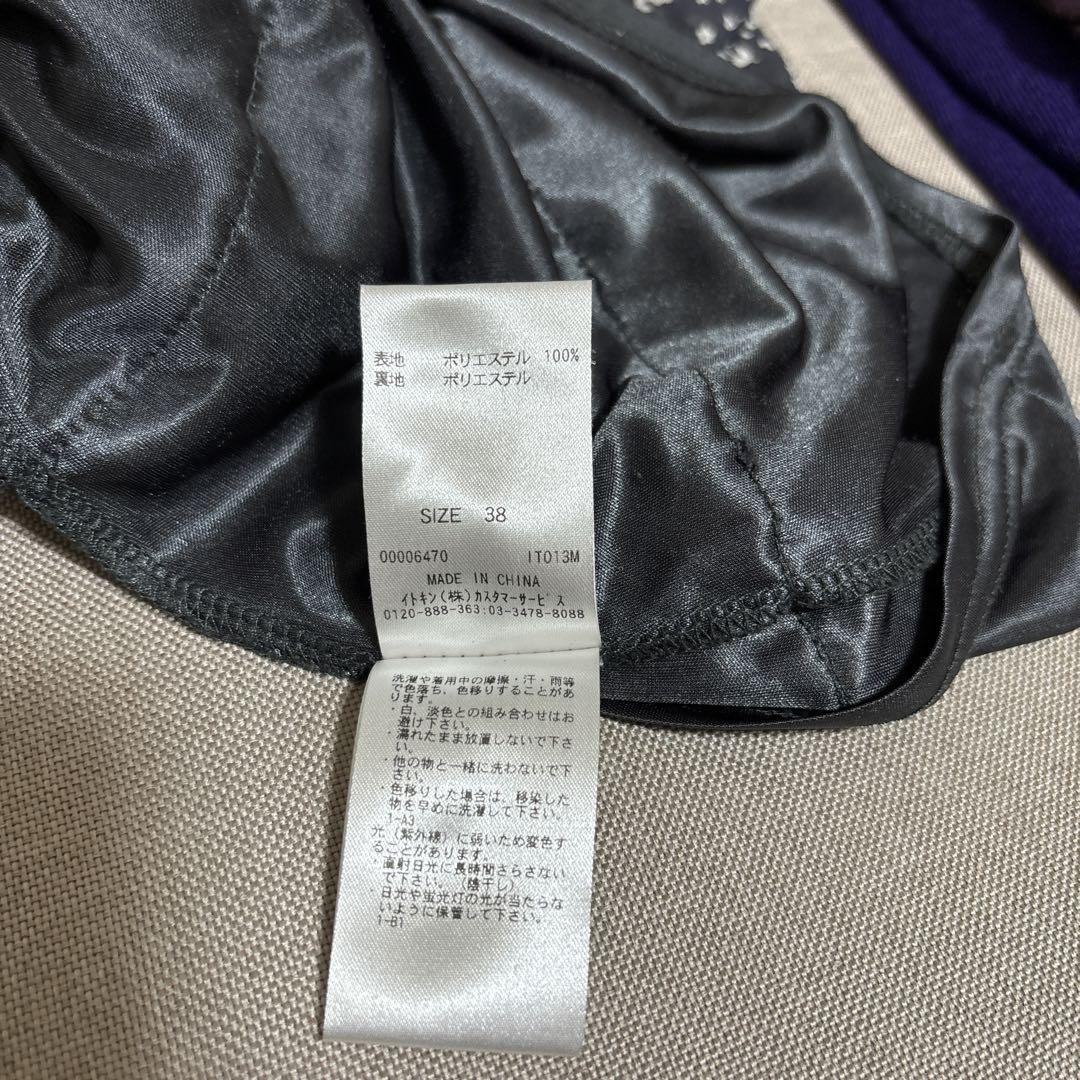 表地 ポリエステル 100%
裏地 ポリエステル
SIZE 38
00006470 IT013M
MADE IN CHINA
イトキン(株)カスタマーサービス
0120-888-363:03-3478-8088
洗濯や着用中の摩擦・汗・雨等
で色落ち、色移りすることがあ
ります。
・白、淡色との組み合わせはお
避け下さい。
・濡れたまま放置しないで下さ
い。
・他の物と一緒に洗わないで下
さい。
・色移りした場合は、移染した
物を早めに洗濯して下さい。
1-A3
光(紫外線)に弱いため変色す
ることがあります。
・直射日光に長時間さらさない
で下さい。(陰干し)
・日光や蛍光灯の光が当たらな
いように保管して下さい。
1-B1